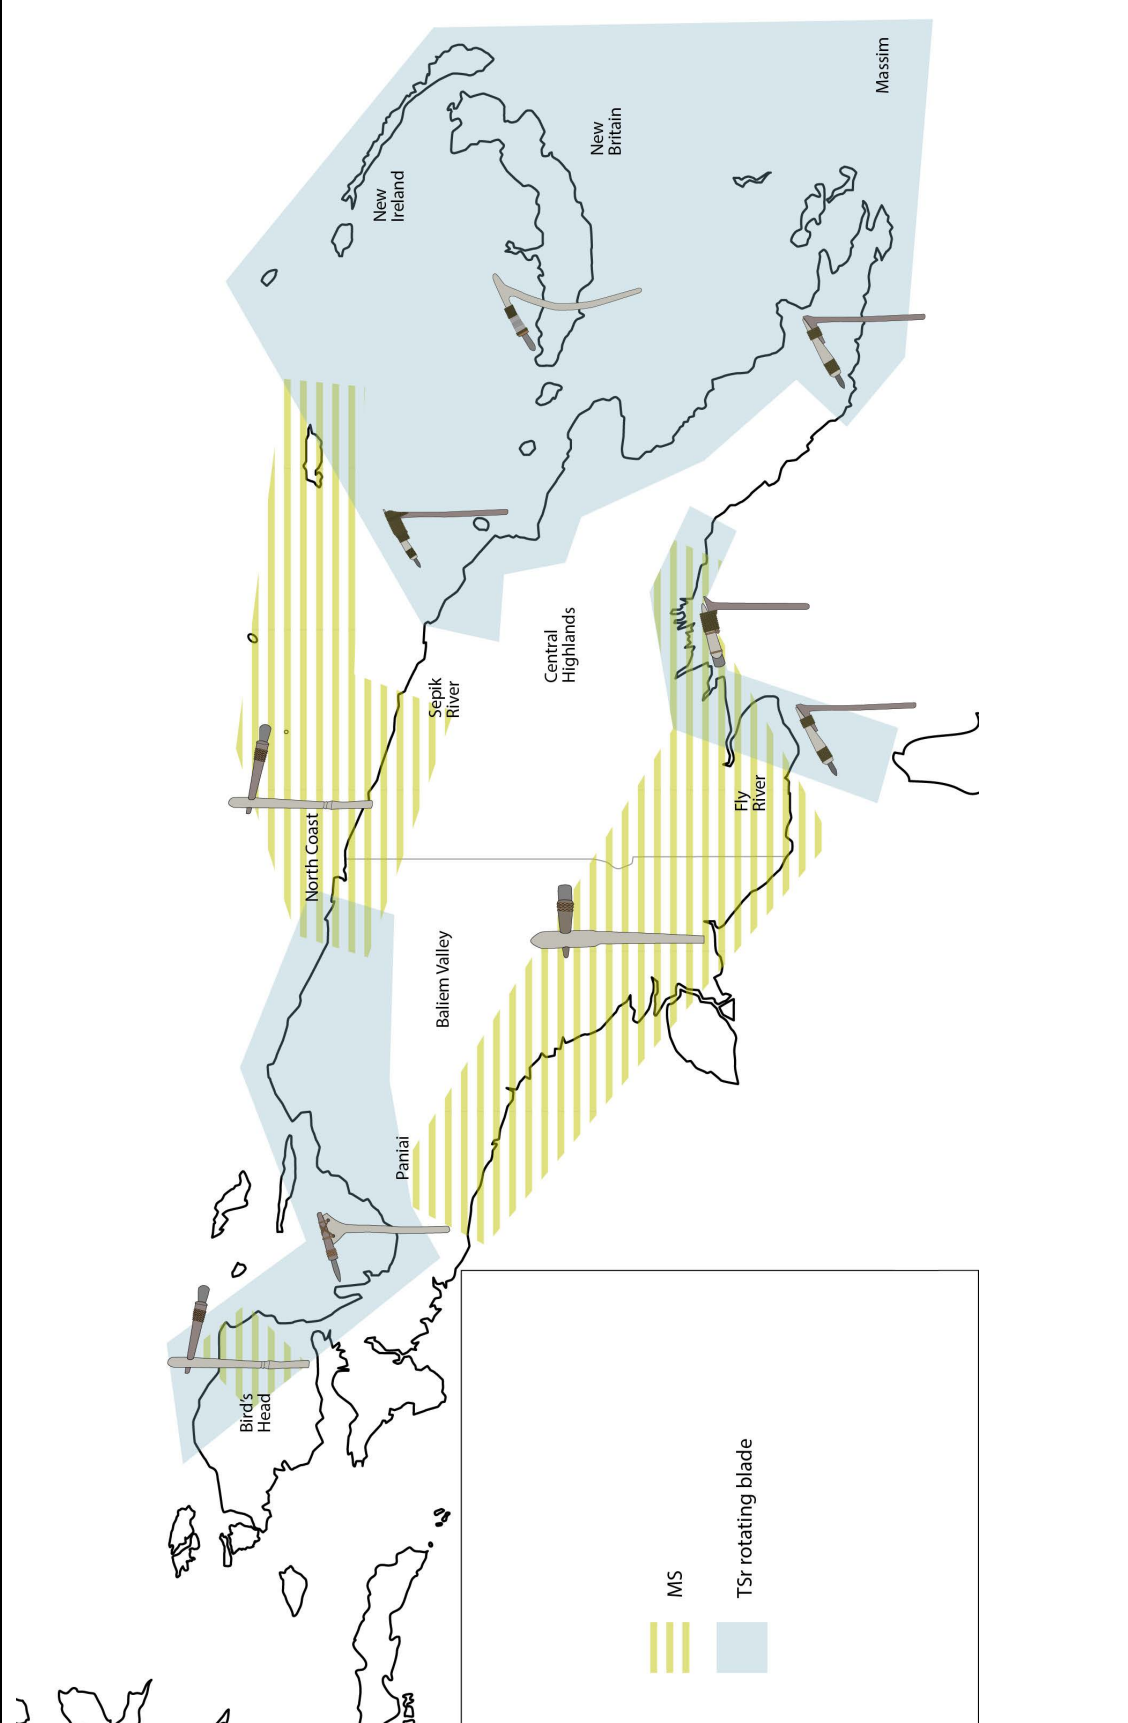 Bird's
Head
Paniai
Baliem Valley
North Coast
Sepik
River
Central
Highlands
Fly
River
New
Ireland
New
Britain
Massim
MS
TSr rotating blade